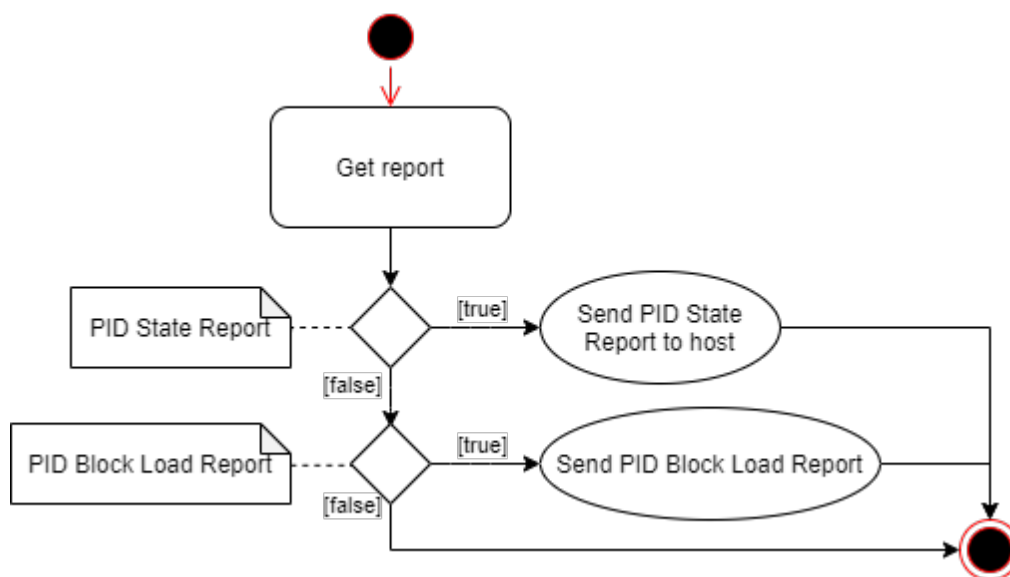 Get report
PID State Report
[true]
Send PID State
Report to host
[false]
PID Block Load Report
[true]
Send PID Block Load Report
[false]